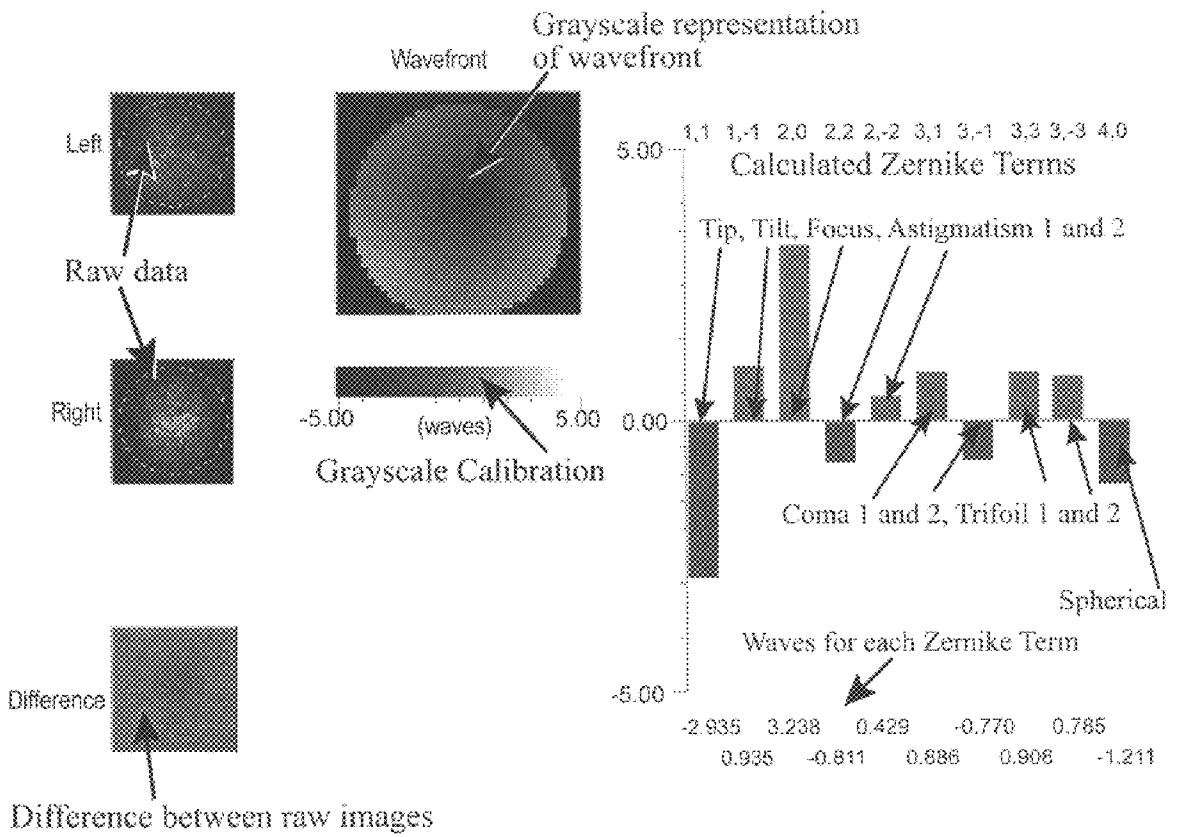 Grayscale representation
of wavefront
Wavefront
Left
Raw data
Right
-5.00 5.00
(waves)
Grayscale Calibration
Difference
Difference between raw images
1,1 1,-1 2,0 2,2 2,-2 3,1 3,-1 3,3 3,-3 4,0
5.00
Calculated Zernike Terms
Tip, Tilt, Focus, Astigmatism 1 and 2
0.00
Coma 1 and 2, Trifoil 1 and 2
Spherical
Waves for each Zernike Term
-5.00
-2.935 3.238 0.429 -0.770 0.785
0.935 -0.811 0.886 0.906 -1.211